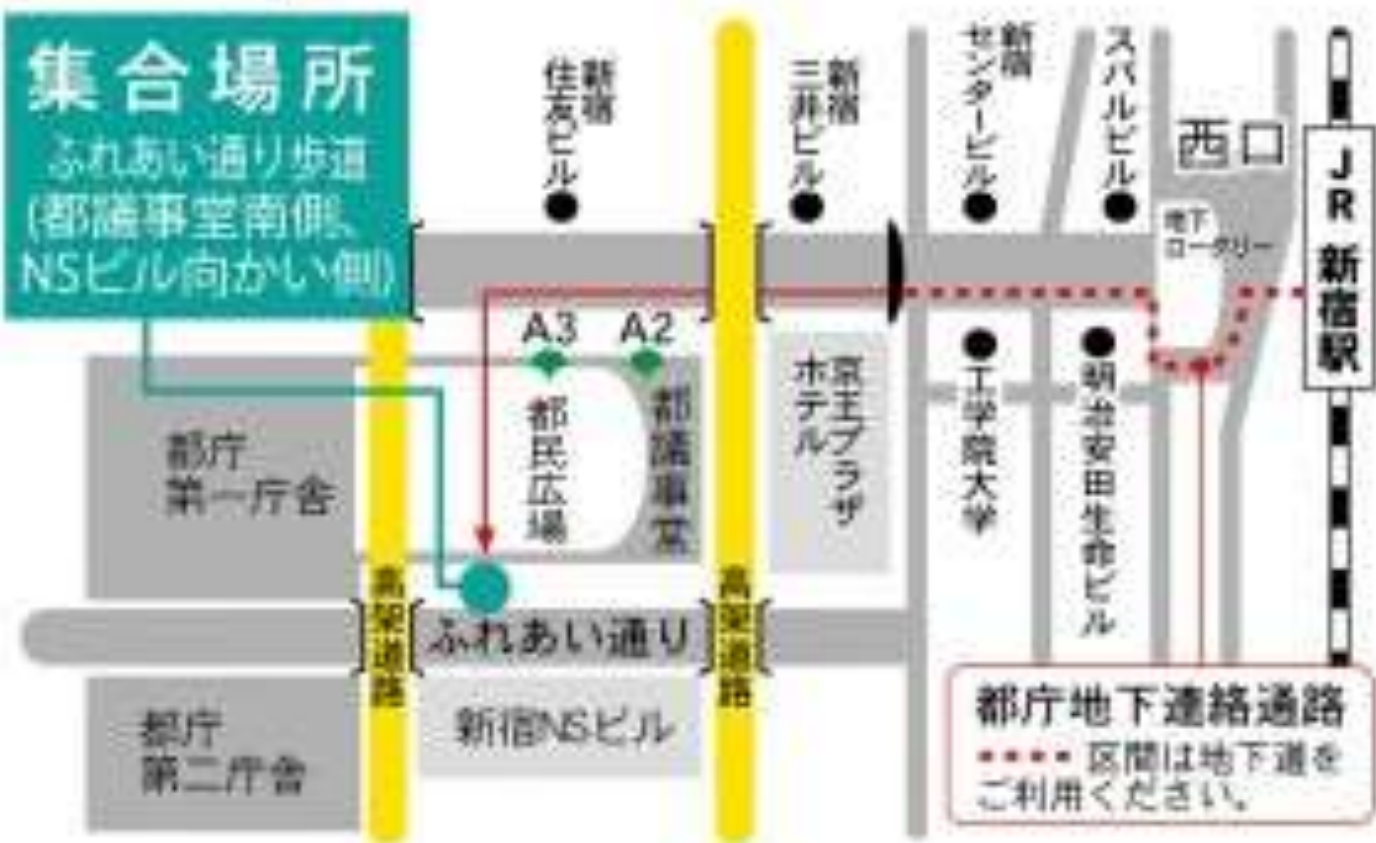 集合場所
ふれあい通り歩道
(都議事堂南側、
NSビル向かい側)
新宿
住友ビル
新宿
三井ビル
新宿
センタービル
スバルビル
西口
地下
ロータリー
JR 新宿駅
A3
A2
都民広場
都議事堂
京王プラザ
ホテル
工学院大学
明治安田生命ビル
都庁
第一庁舎
高架道路
ふれあい通り
高架道路
都庁
第二庁舎
新宿NSビル
都庁地下連絡通路
区間は地下道を
ご利用ください。